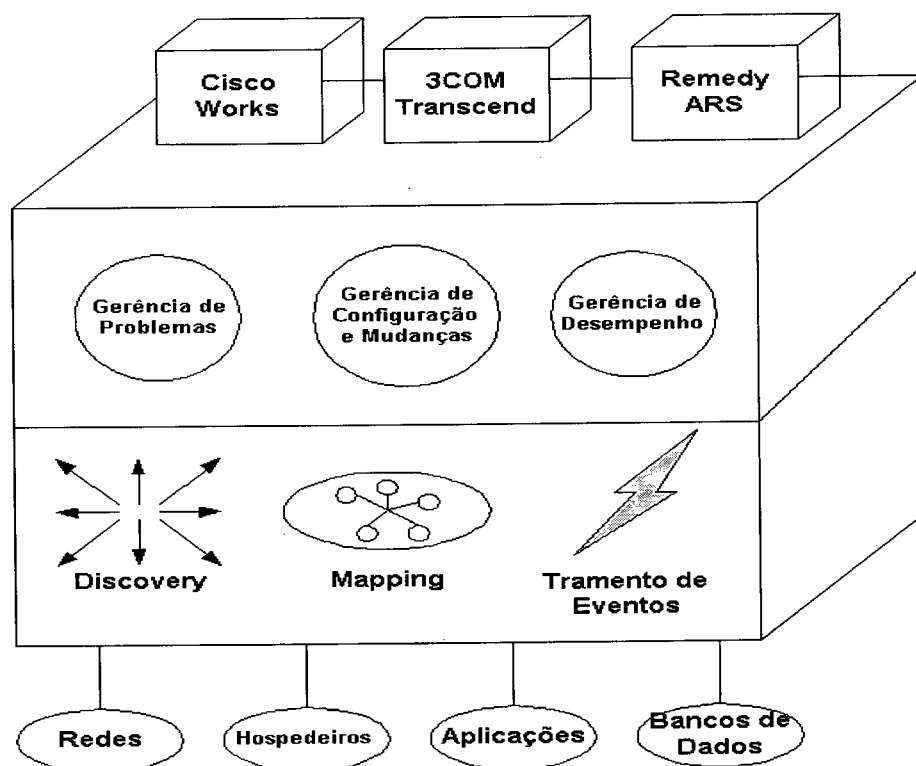 Cisco
Works
3COM
Transcend
Remedy
ARS
Gerência de
Problemas
Gerência de
Configuração
e Mudanças
Gerência de
Desempenho
Discovery
Mapping
Tramento de
Eventos
Redes
Hospedeiros
Aplicações
Bancos de
Dados